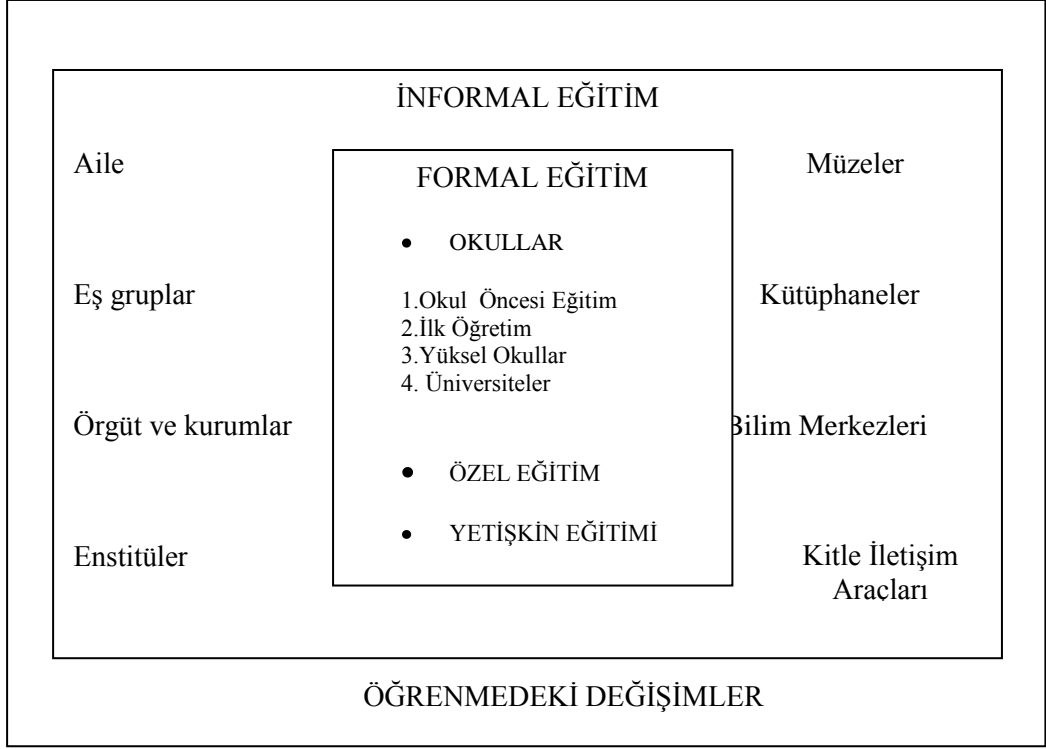 İNFORMAL EĞİTİM
Aile
Eş gruplar
Örgüt ve kurumlar
Enstitüler
FORMAL EĞİTİM
• OKULLAR
1.Okul Öncesi Eğitim
2.İlk Öğretim
3.Yüksel Okullar
4. Üniversiteler
• ÖZEL EĞİTİM
• YETİŞKİN EĞİTİMİ
Müzeler
Kütüphaneler
Bilim Merkezleri
Kitle İletişim
Araçları
ÖĞRENMEDEKİ DEĞİŞİMLER